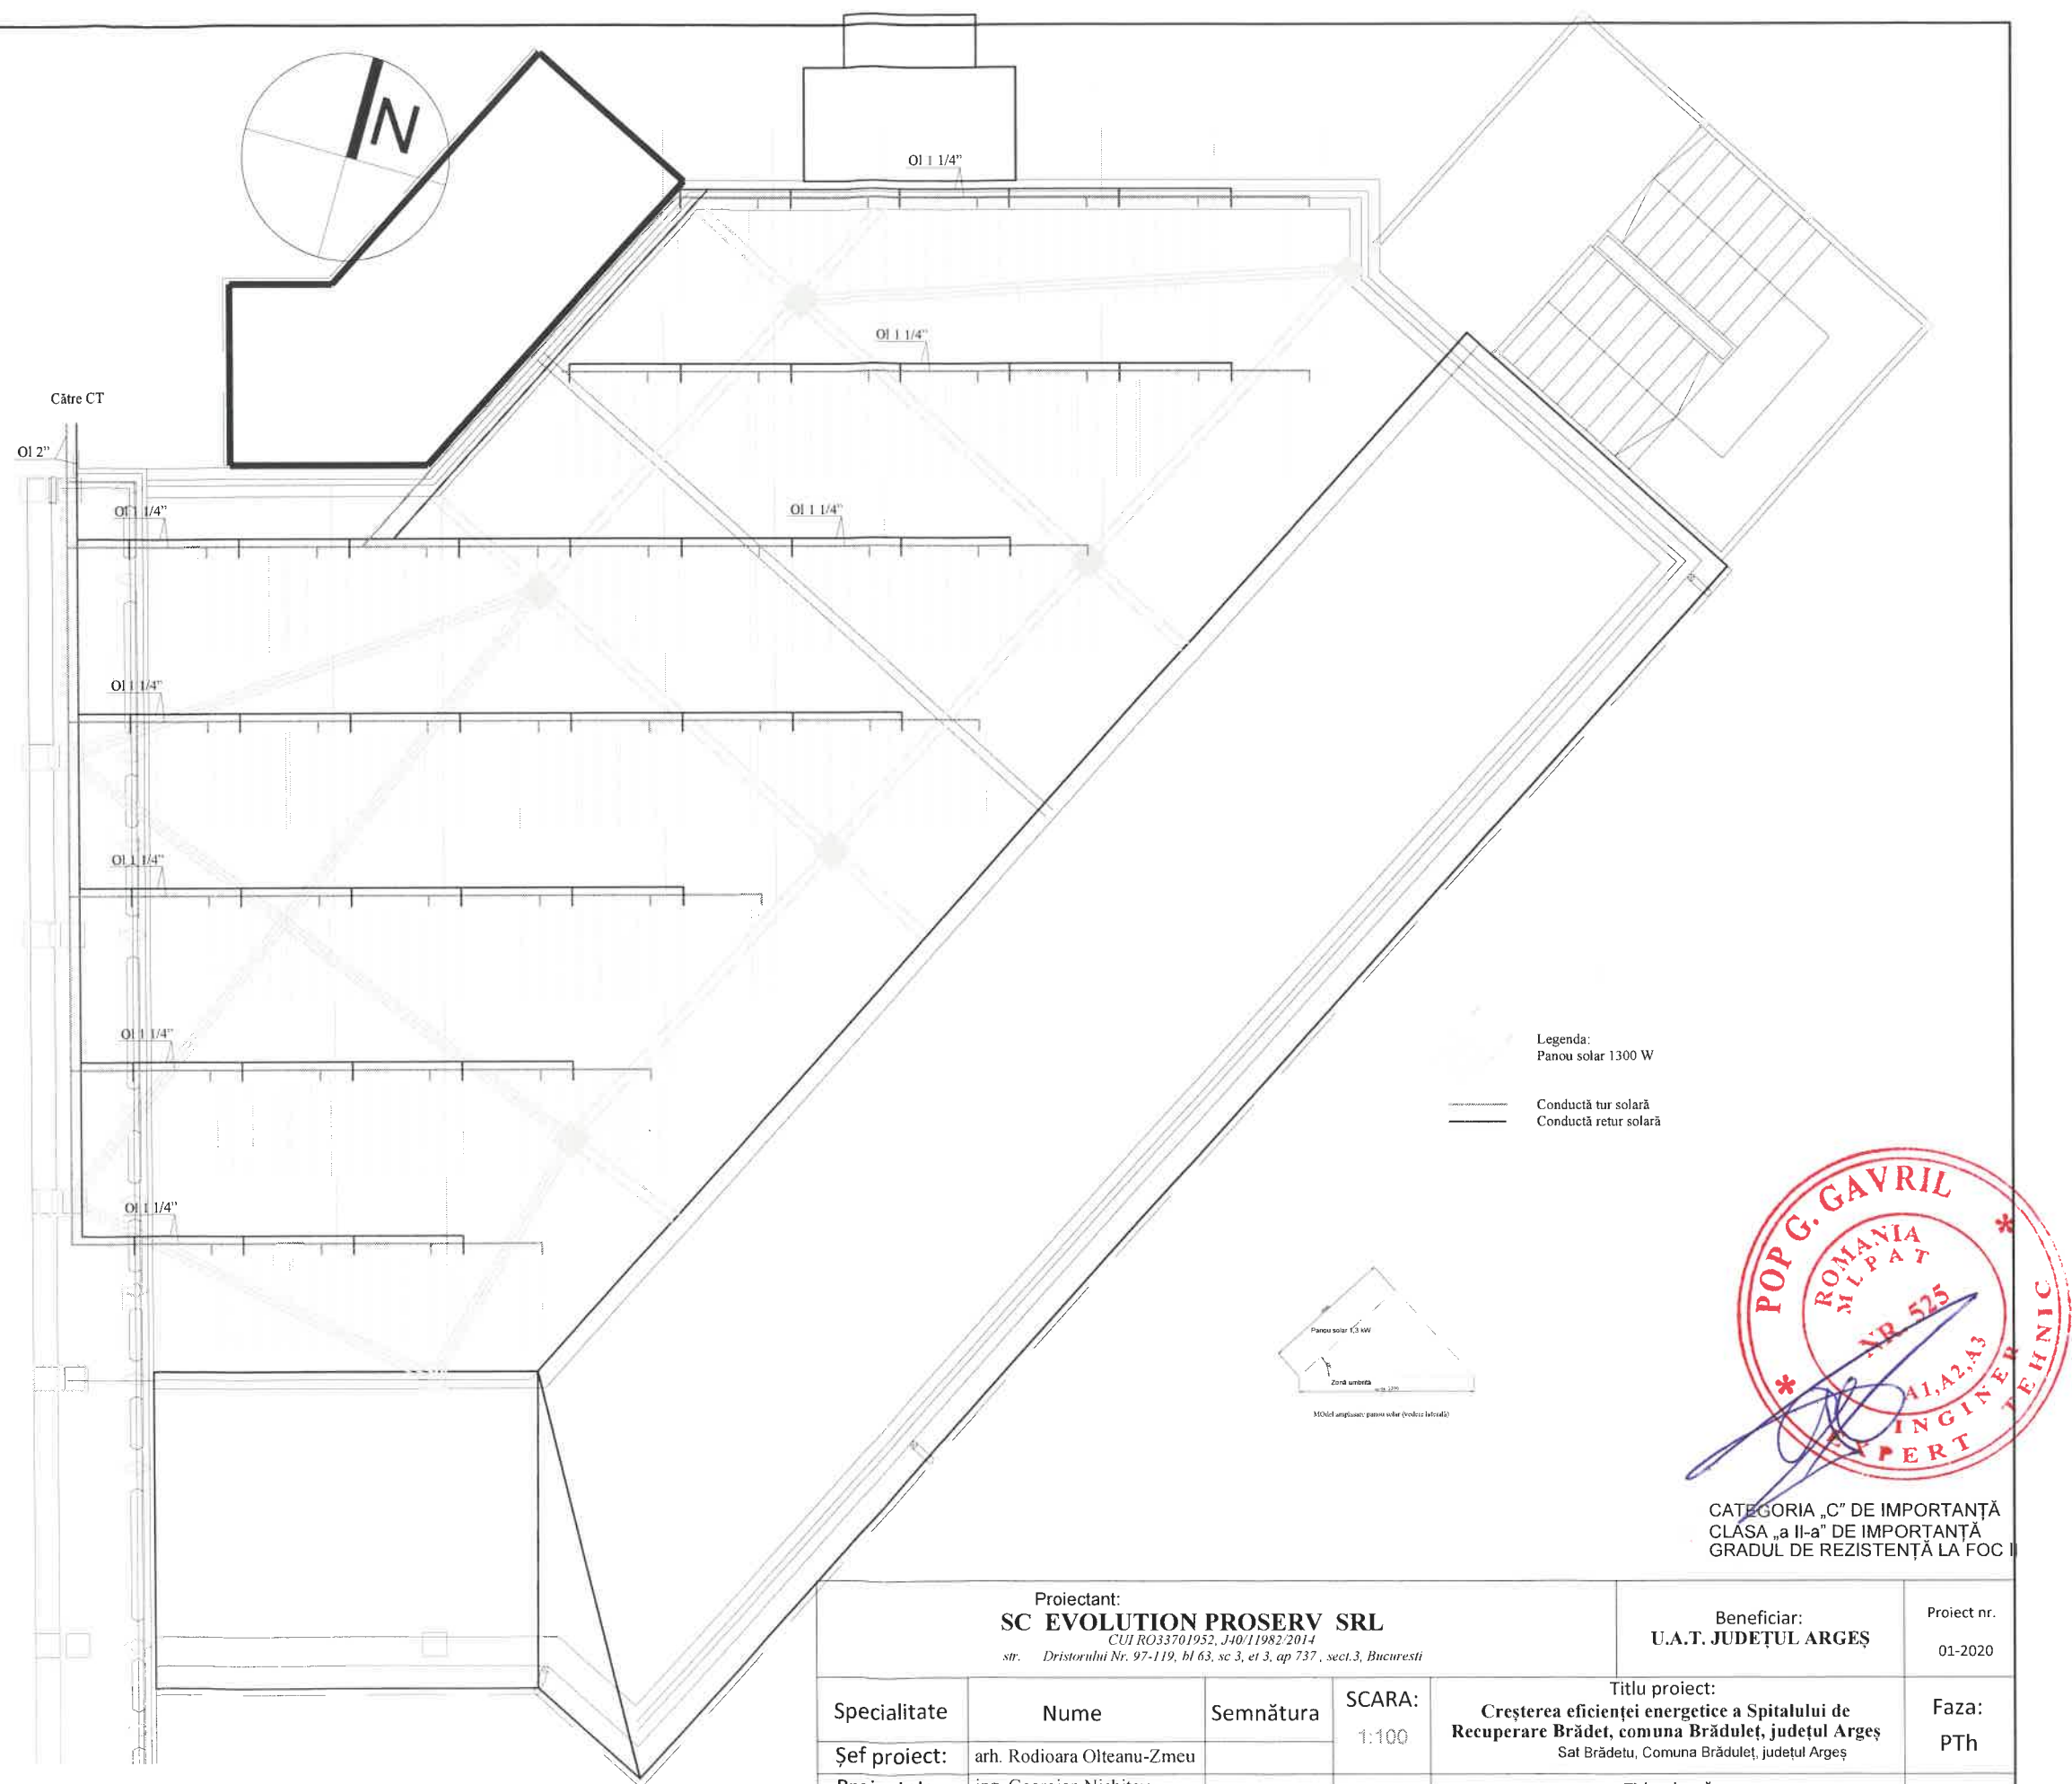 N
Ol 1 1/4”
Ol 1 1/4”
Către CT
Ol 2”
Ol 1 1/4”
Ol 1 1/4”
Ol 1 1/4”
Ol 1 1/4”
Ol 1 1/4”
Ol 1 1/4”
Legenda:
Panou solar 1300 W
Conductă tur solară
Conductă retur solară
Panou solar 1,3 kW
Zonă umbrită
MOdel amplasare panou solar (vedere laterală)
POP G. GAVRIL
ROMANIA
MLPAT
NR. 525
A1,A2,A3
INGINER
EXPERT TEHNIC
CATEGORIA „C” DE IMPORTANȚĂ
CLASA „a II-a” DE IMPORTANȚĂ
GRADUL DE REZISTENȚĂ LA FOC II
Proiectant:
SC EVOLUTION PROSERV SRL
CUI RO33701952, J40/11982/2014
str. Dristorului Nr. 97-119, bl 63, sc 3, et 3, ap 737 , sect.3, Bucuresti
Beneficiar:
U.A.T. JUDEȚUL ARGEȘ
Proiect nr.
01-2020
Specialitate
Nume
Semnătura
SCARA:
1:100
Titlu proiect:
Creșterea eficienței energetice a Spitalului de
Recuperare Brădet, comuna Brăduleț, județul Argeș
Sat Brădetu, Comuna Brăduleț, județul Argeș
Faza:
PTh
Șef proiect:
arh. Rodioara Olteanu-Zmeu